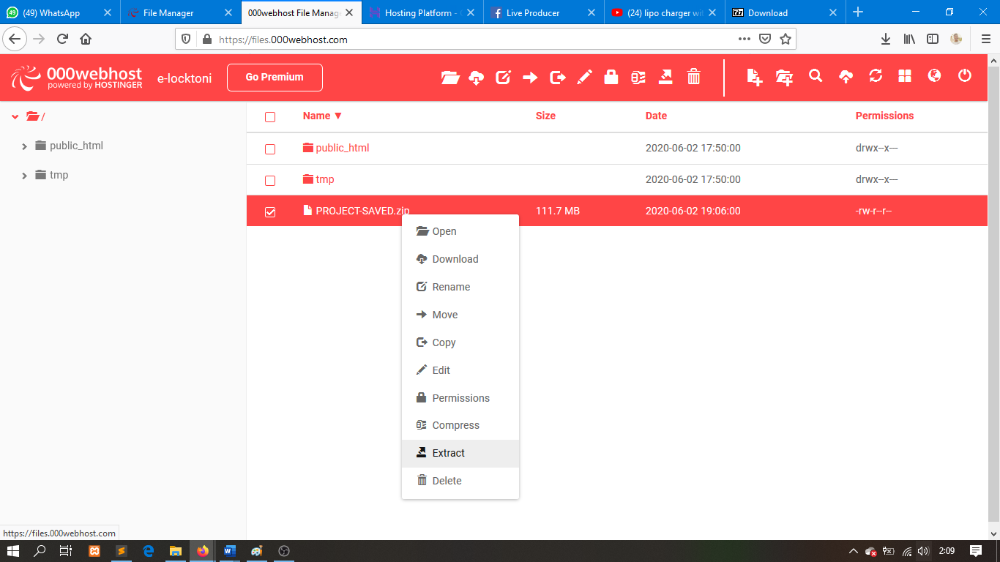 (49) WhatsApp
File Manager
000webhost File Manag
Hosting Platform -
Live Producer
(24) lipo charger wit
Download
https://files.000webhost.com
000webhost
powered by HOSTINGER
e-locktoni
Go Premium
/
public_html
tmp
Name ▼ Size Date Permissions
public_html 2020-06-02 17:50:00 drwx--x---
tmp 2020-06-02 17:50:00 drwx--x---
PROJECT-SAVED.zip 111.7 MB 2020-06-02 19:06:00 -rw-r--r--
Open
Download
Rename
Move
Copy
Edit
Permissions
Compress
Extract
Delete
https://files.000webhost.com
2:09